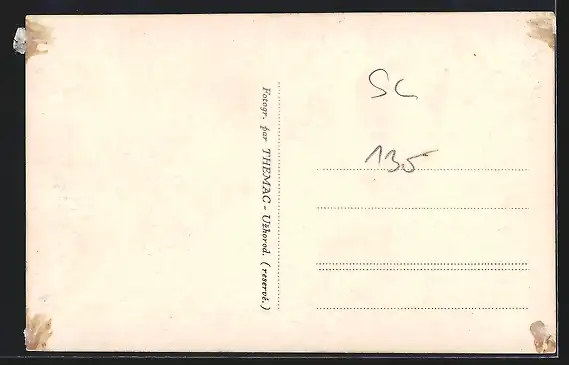 Fotogr. par THEMAC - Užhorod. (reservé.)
SC
135